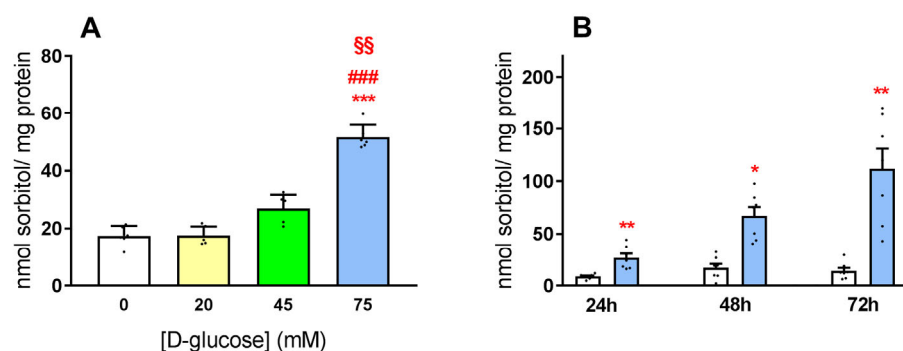 A
§§
###
***
80
60
40
20
0
nmol sorbitol/ mg protein
0 20 45 75
[D-glucose] (mM)
B
**
*
**
200
150
100
50
0
nmol sorbitol/ mg protein
24h 48h 72h